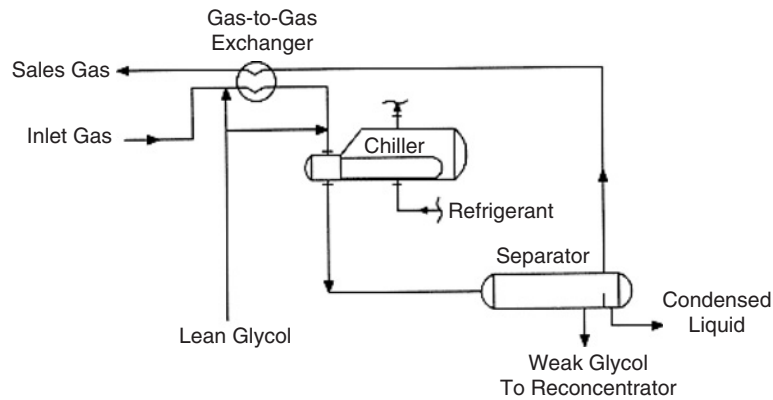 Gas-to-Gas
Exchanger
Sales Gas
Inlet Gas
Chiller
Refrigerant
Separator
Condensed
Liquid
Lean Glycol
Weak Glycol
To Reconcentrator